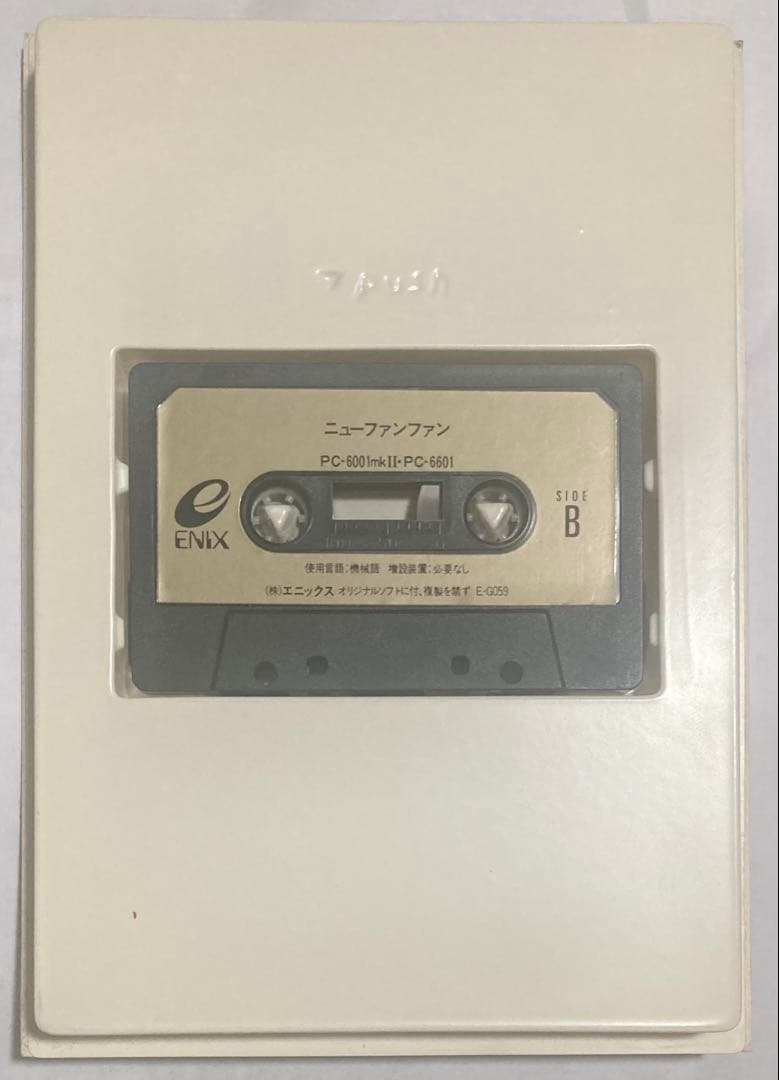 push
ニューファンファン
PC-6001mkII・PC-6601
ENIX
SIDE
B
使用言語：機械語 増設装置：必要なし
(株)エニックス オリジナルソフトに付、複製を禁ず E-G059